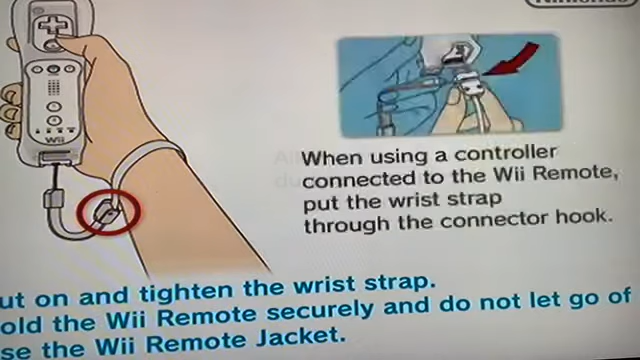 Nintendo
Wii
When using a controller
connected to the Wii Remote,
put the wrist strap
through the connector hook.
ut on and tighten the wrist strap.
old the Wii Remote securely and do not let go of
se the Wii Remote Jacket.